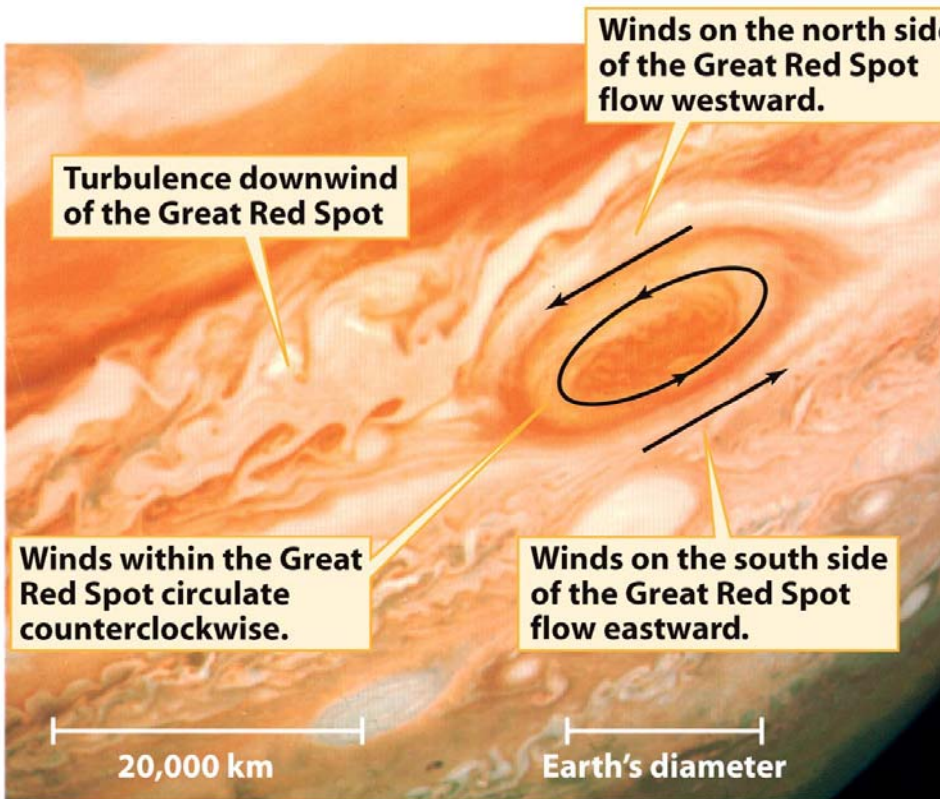 Winds on the north side
of the Great Red Spot
flow westward.
Turbulence downwind
of the Great Red Spot
Winds within the Great
Red Spot circulate
counterclockwise.
Winds on the south side
of the Great Red Spot
flow eastward.
20,000 km
Earth's diameter